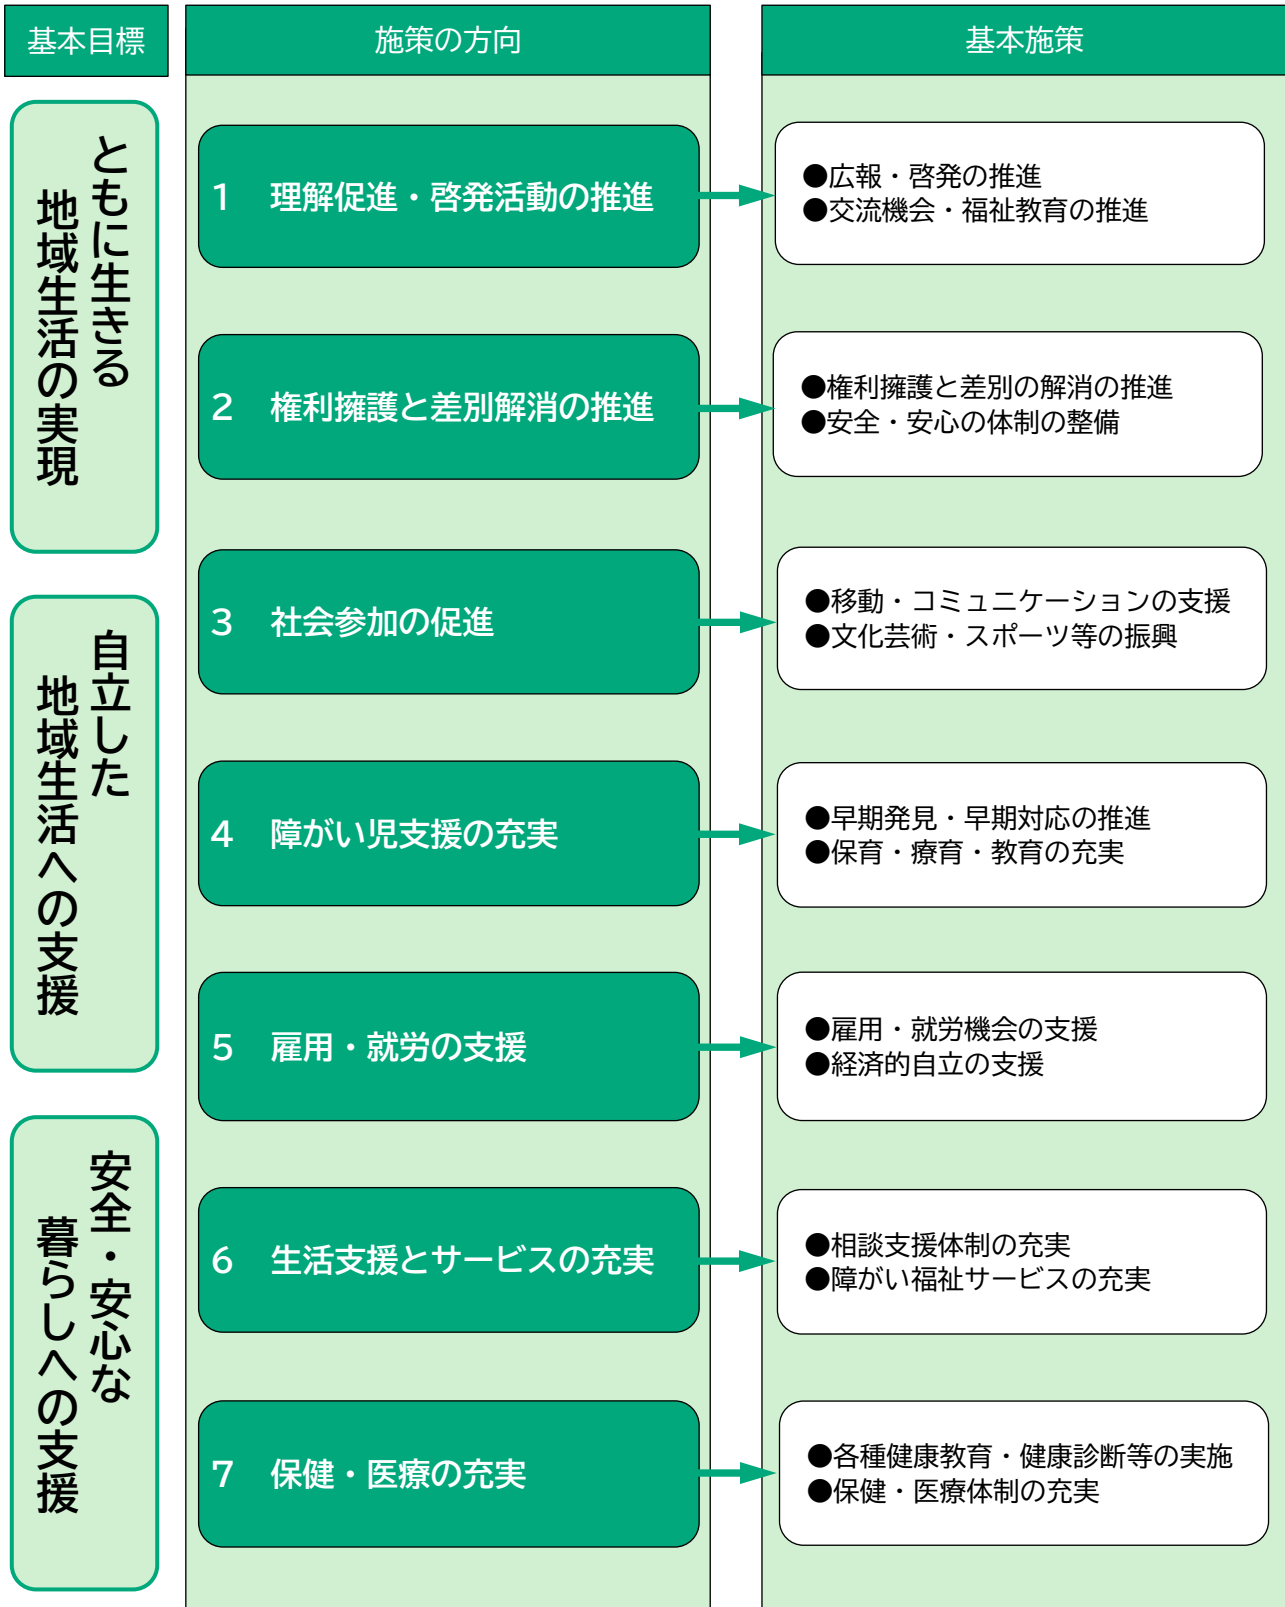 基本目標
施策の方向
基本施策
ともに生きる
地域生活の実現
自立した
地域生活への支援
安全・安心な
暮らしへの支援
1 理解促進・啓発活動の推進
●広報・啓発の推進
●交流機会・福祉教育の推進
2 権利擁護と差別解消の推進
●権利擁護と差別の解消の推進
●安全・安心の体制の整備
3 社会参加の促進
●移動・コミュニケーションの支援
●文化芸術・スポーツ等の振興
4 障がい児支援の充実
●早期発見・早期対応の推進
●保育・療育・教育の充実
5 雇用・就労の支援
●雇用・就労機会の支援
●経済的自立の支援
6 生活支援とサービスの充実
●相談支援体制の充実
●障がい福祉サービスの充実
7 保健・医療の充実
●各種健康教育・健康診断等の実施
●保健・医療体制の充実